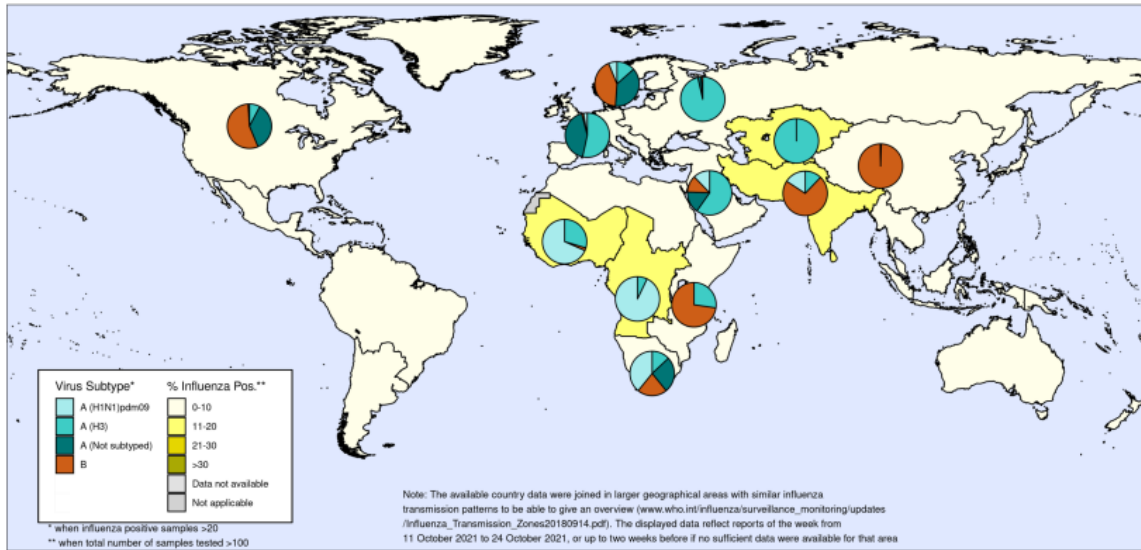 Virus Subtype*
A (H1N1)pdm09
A (H3)
A (Not subtyped)
B
% Influenza Pos.**
0-10
11-20
21-30
>30
Data not available
Not applicable
* when influenza positive samples >20
** when total number of samples tested >100
Note: The available country data were joined in larger geographical areas with similar influenza
transmission patterns to be able to give an overview (www.who.int/influenza/surveillance_monitoring/updates
/Influenza_Transmission_Zones20180914.pdf). The displayed data reflect reports of the week from
11 October 2021 to 24 October 2021, or up to two weeks before if no sufficient data were available for that area